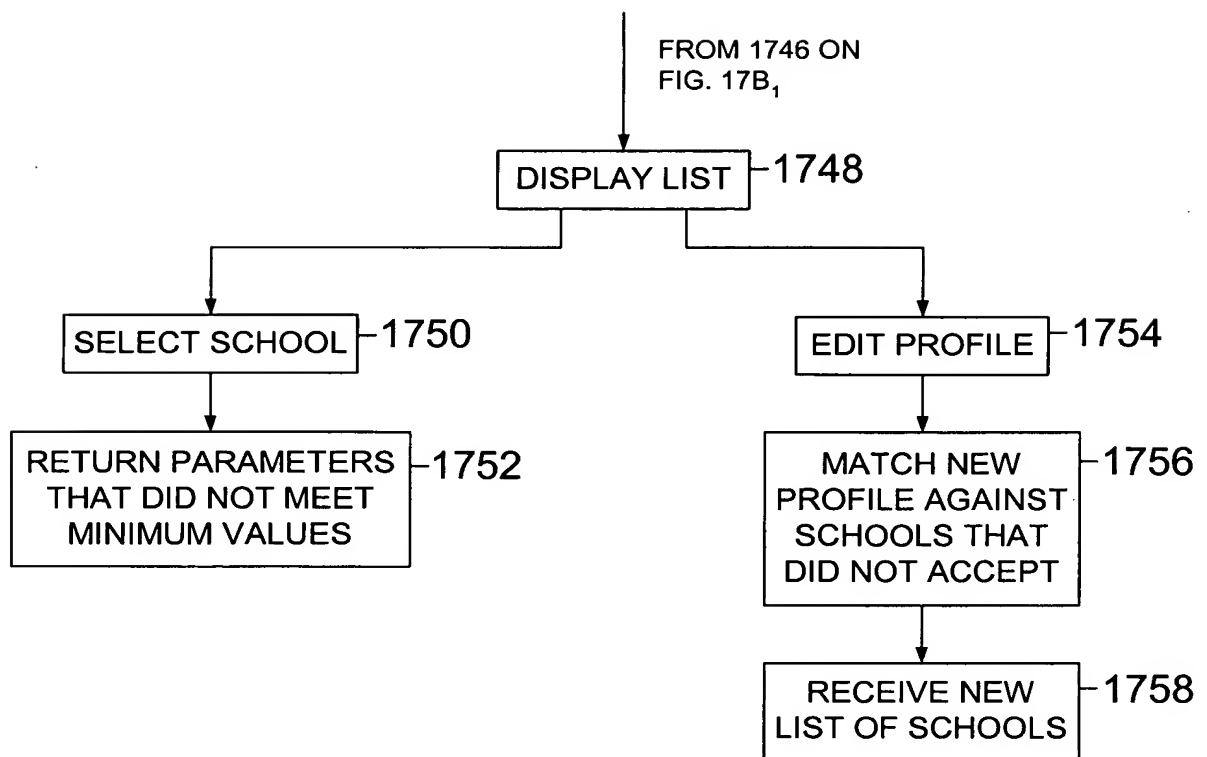 FROM 1746 ON
FIG. 17B1
DISPLAY LIST
1748
SELECT SCHOOL
1750
EDIT PROFILE
1754
RETURN PARAMETERS
THAT DID NOT MEET
MINIMUM VALUES
1752
MATCH NEW
PROFILE AGAINST
SCHOOLS THAT
DID NOT ACCEPT
1756
RECEIVE NEW
LIST OF SCHOOLS
1758